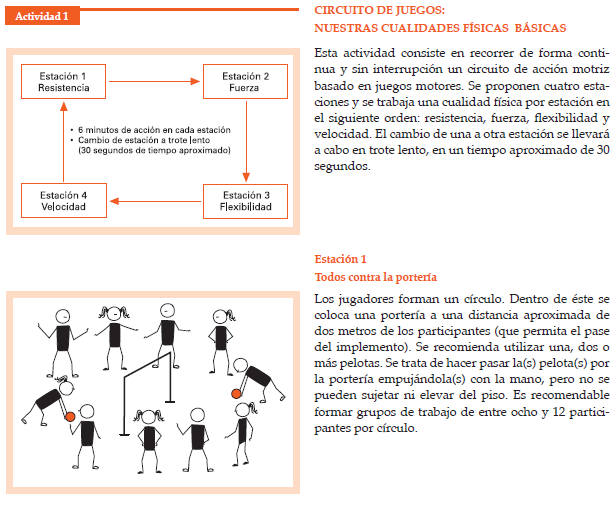 Actividad 1
Estación 1
Resistencia
Estación 2
Fuerza
• 6 minutos de acción en cada estación
• Cambio de estación a trote lento
(30 segundos de tiempo aproximado)
Estación 4
Velocidad
Estación 3
Flexibilidad
CIRCUITO DE JUEGOS:
NUESTRAS CUALIDADES FÍSICAS BÁSICAS
Esta actividad consiste en recorrer de forma conti-
nua y sin interrupción un circuito de acción motriz
basado en juegos motores. Se proponen cuatro esta-
ciones y se trabaja una cualidad física por estación en
el siguiente orden: resistencia, fuerza, flexibilidad y
velocidad. El cambio de una a otra estación se llevará
a cabo en trote lento, en un tiempo aproximado de 30
segundos.
Estación 1
Todos contra la portería
Los jugadores forman un círculo. Dentro de éste se
coloca una portería a una distancia aproximada de
dos metros de los participantes (que permita el pase
del implemento). Se recomienda utilizar una, dos o
más pelotas. Se trata de hacer pasar la(s) pelota(s) por
la portería empujándola(s) con la mano, pero no se
pueden sujetar ni elevar del piso. Es recomendable
formar grupos de trabajo de entre ocho y 12 partici-
pantes por círculo.